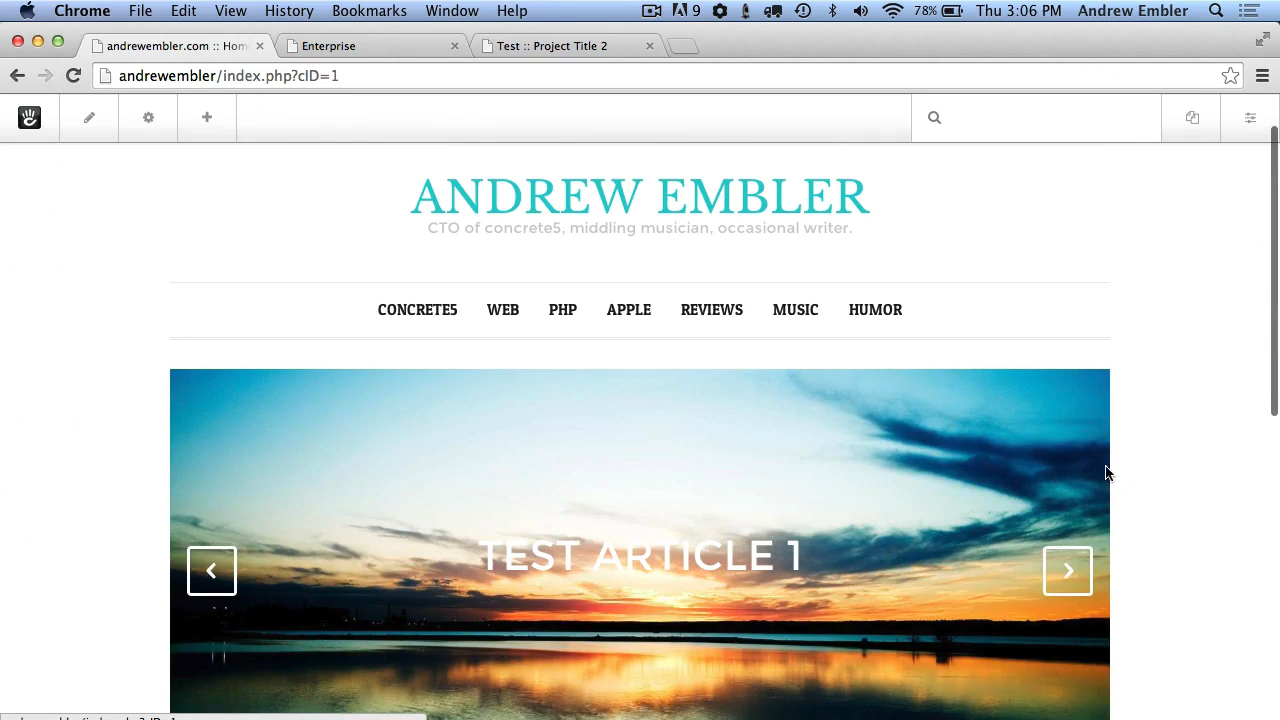 Chrome File Edit View History Bookmarks Window Help 9 78% Thu 3:06 PM Andrew Embler
andrewembler.com :: Hom Enterprise Test :: Project Title 2
andrewembler/index.php?cID=1
ANDREW EMBLER
CTO of concrete5, middling musician, occasional writer.
CONCRETE5 WEB PHP APPLE REVIEWS MUSIC HUMOR
TEST ARTICLE 1